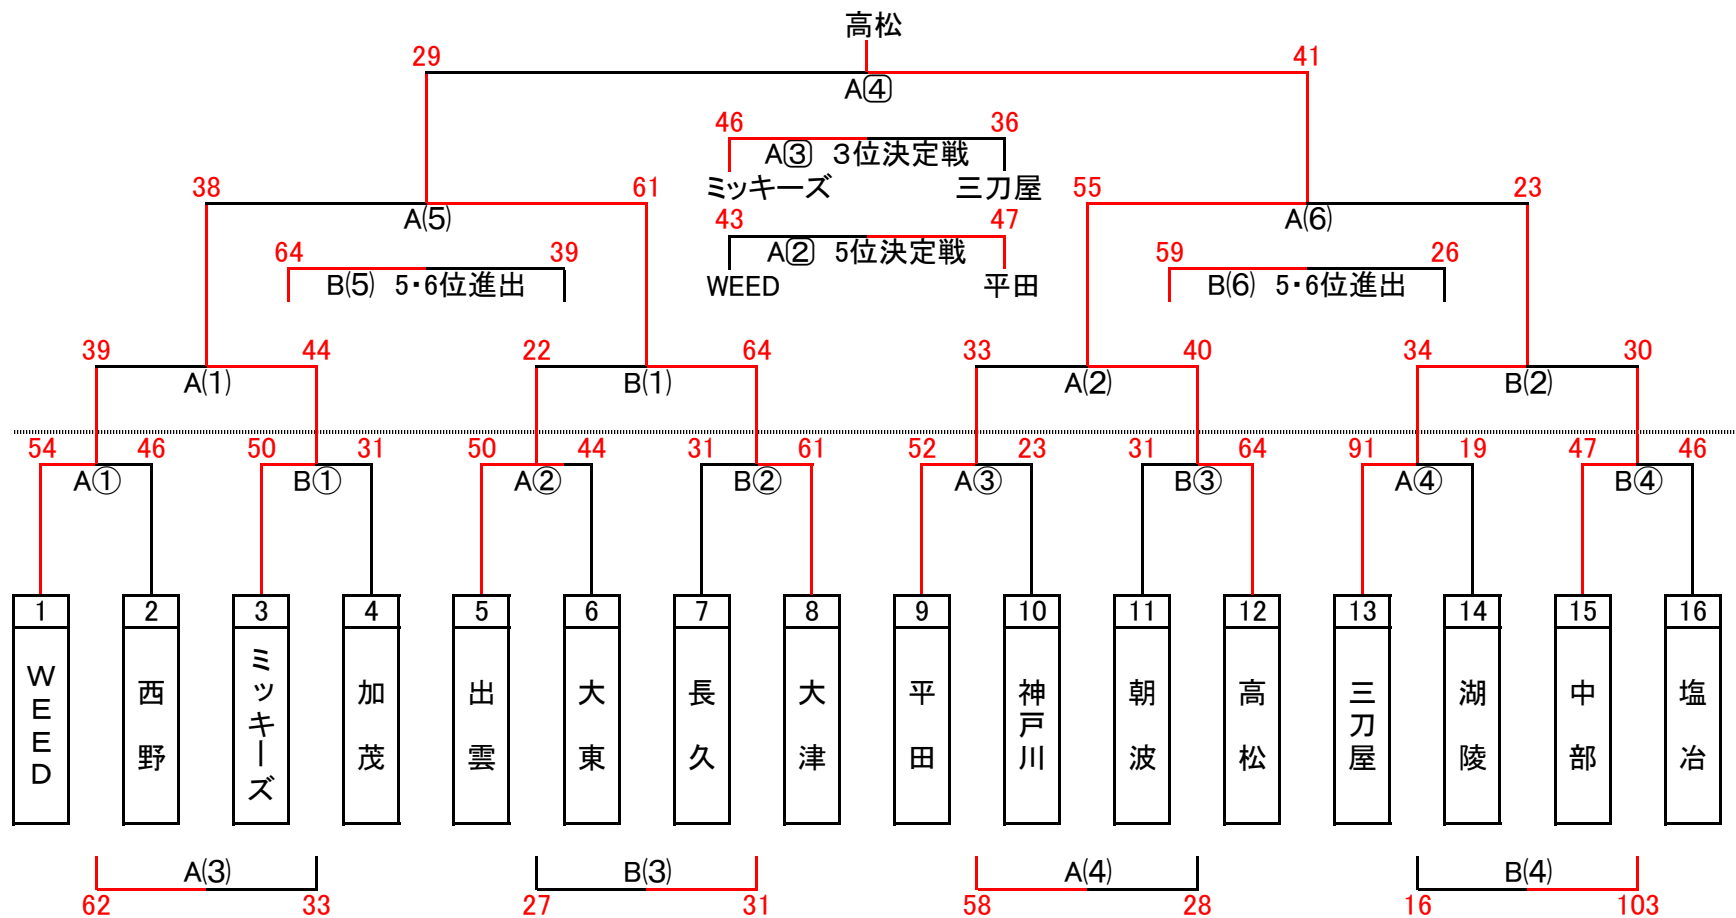 高松
29 41
A④
46 36
A③ 3位決定戦
ミッキーズ 三刀屋
38 61 55 23
A(5) A(6)
43 47
A② 5位決定戦
WEED 平田
64 39 59 26
B(5) 5・6位進出 B(6) 5・6位進出
39 44 22 64 33 40 34 30
A(1) B(1) A(2) B(2)
54 46 50 31 50 44 31 61 52 23 31 64 91 19 47 46
A① B① A② B② A③ B③ A④ B④
1 2 3 4 5 6 7 8 9 10 11 12 13 14 15 16
WEED
西野
ミッキーズ
加茂
出雲
大東
長久
大津
平田
神戸川
朝波
高松
三刀屋
湖陵
中部
塩冶
A(3) B(3) A(4) B(4)
62 33 27 31 58 28 16 103